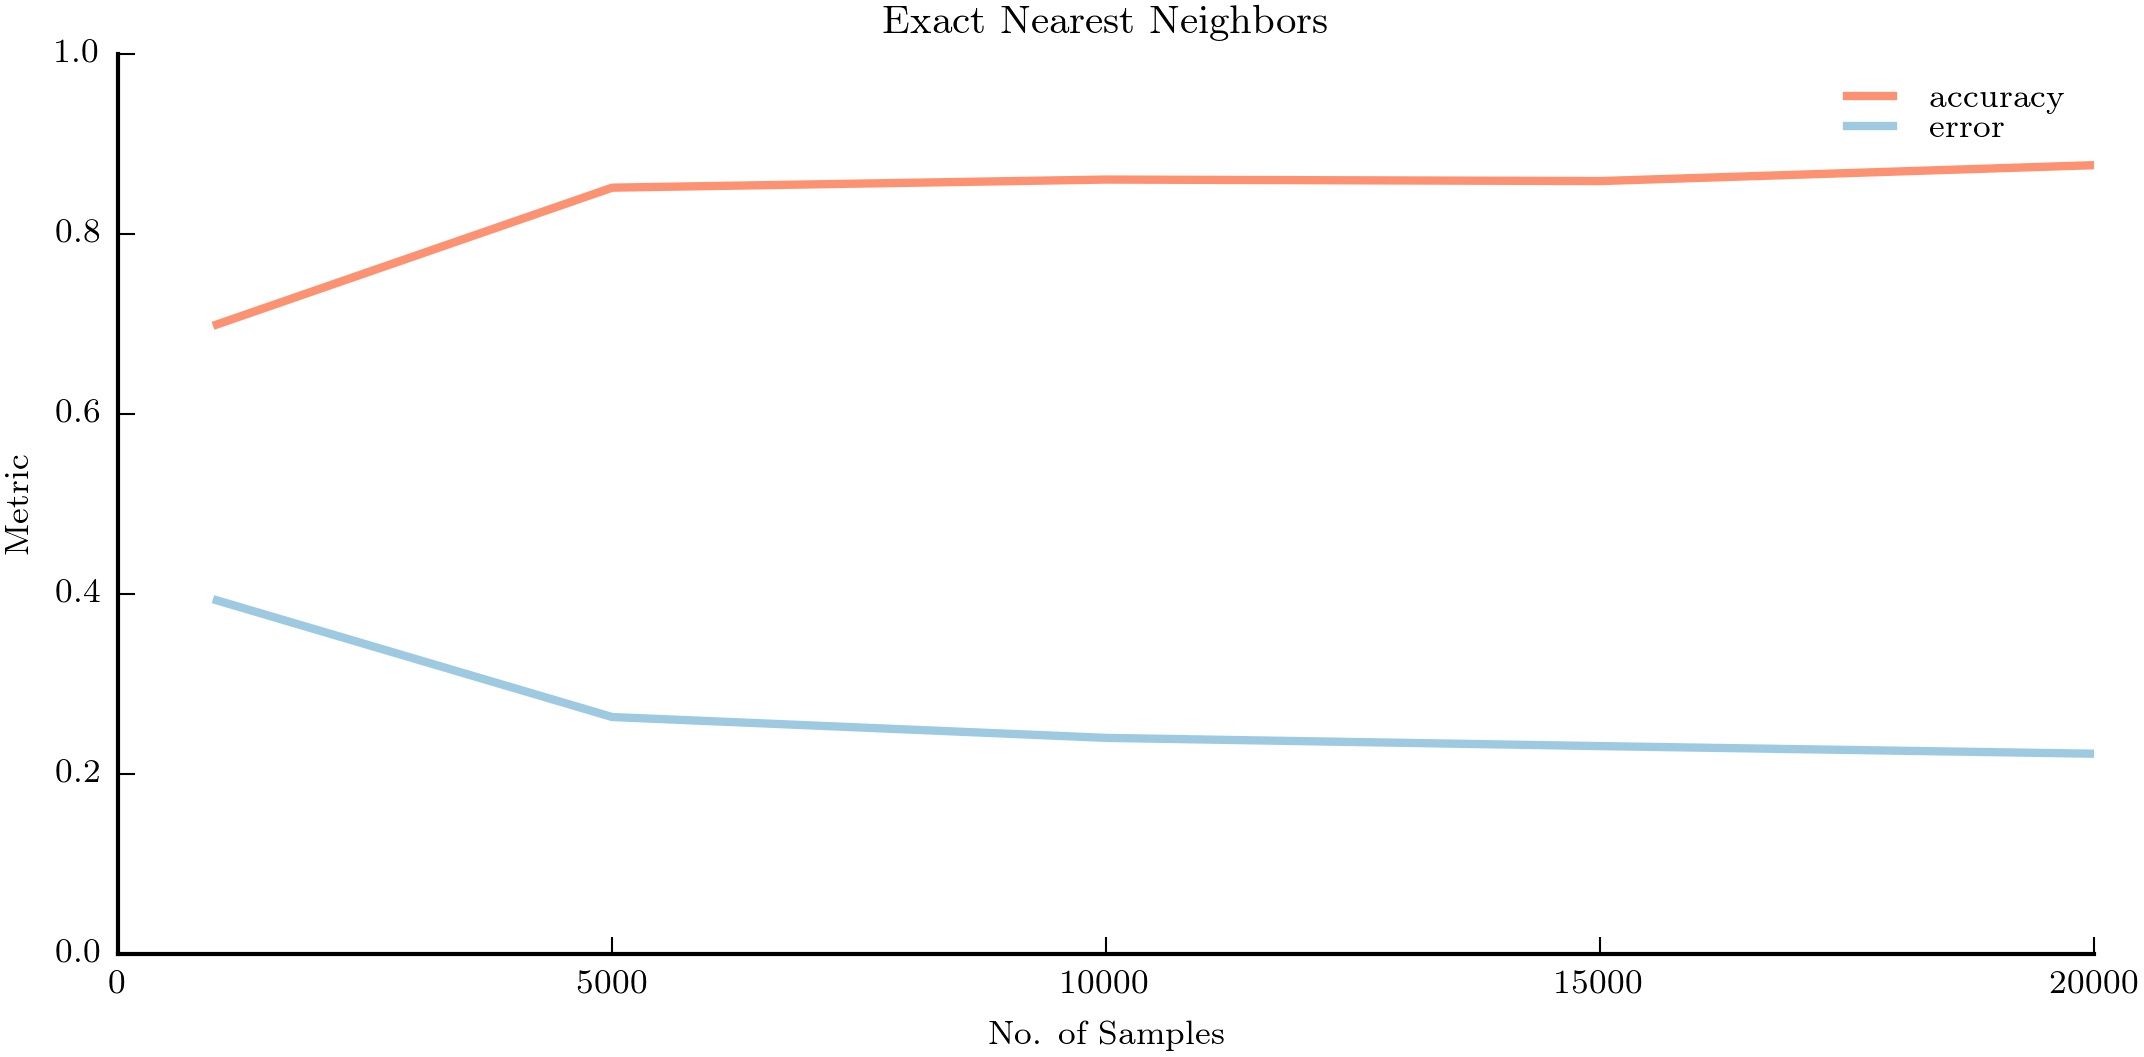 Exact Nearest Neighbors
1.0
accuracy
error
0.8
0.6
Metric
0.4
0.2
0.0
0 5000 10000 15000 20000
No. of Samples